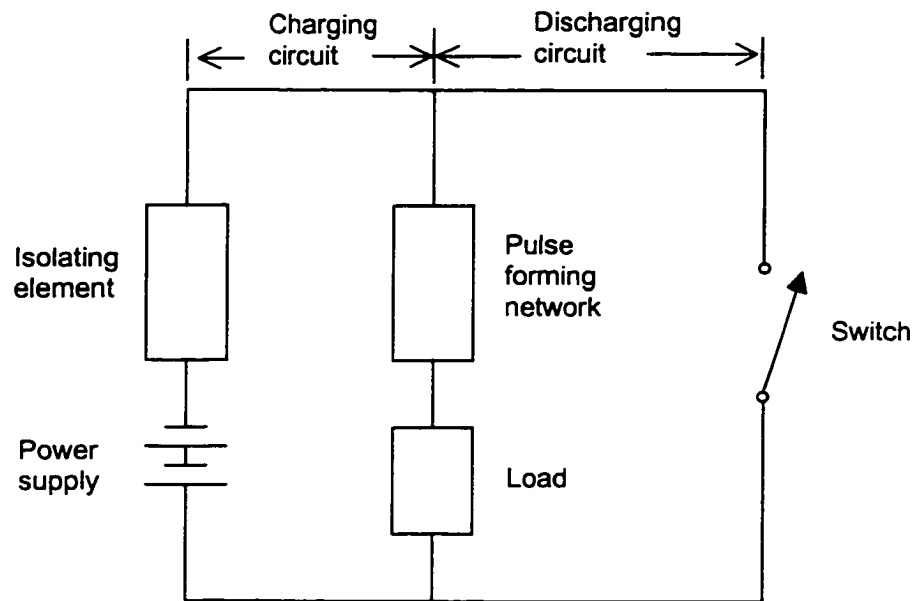 Charging
circuit
Discharging
circuit
Isolating
element
Pulse
forming
network
Switch
Power
supply
Load